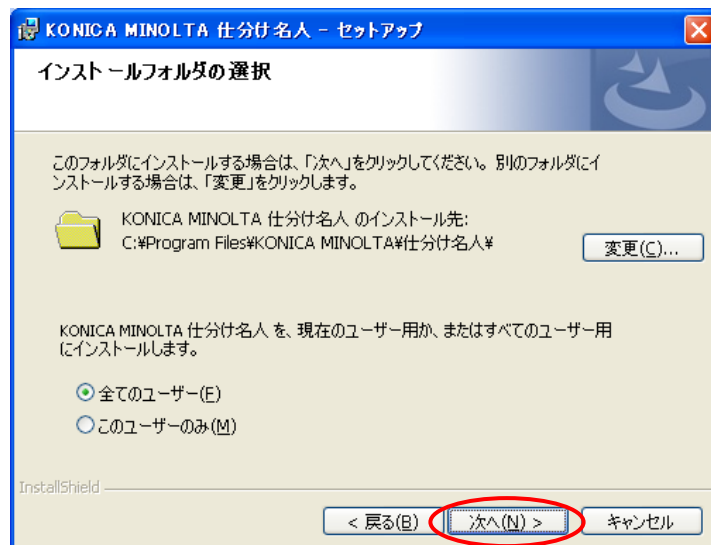 KONICA MINOLTA 仕分け名人 - セットアップ
インストールフォルダの選択
このフォルダにインストールする場合は、「次へ」をクリックしてください。別のフォルダにイ
ンストールする場合は、「変更」をクリックします。
KONICA MINOLTA 仕分け名人 のインストール先:
C:¥Program Files¥KONICA MINOLTA¥仕分け名人¥
変更(C)...
KONICA MINOLTA 仕分け名人 を、現在のユーザー用か、またはすべてのユーザー用
にインストールします。
全てのユーザー(E)
このユーザーのみ(M)
InstallShield
< 戻る(B)
次へ(N) >
キャンセル